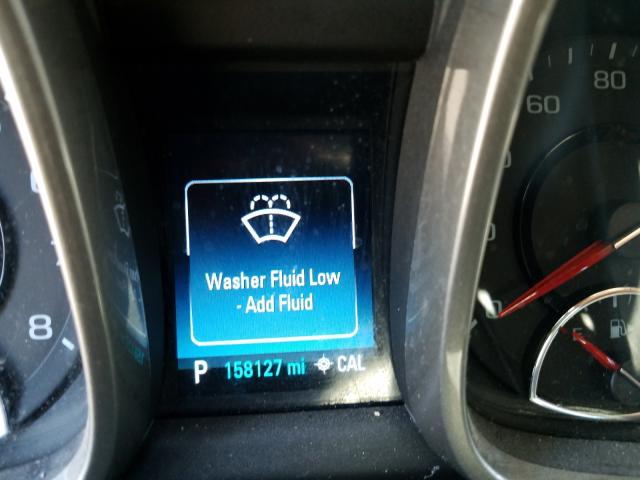 80
60
Washer Fluid Low
- Add Fluid
8
P 158127 mi CAL